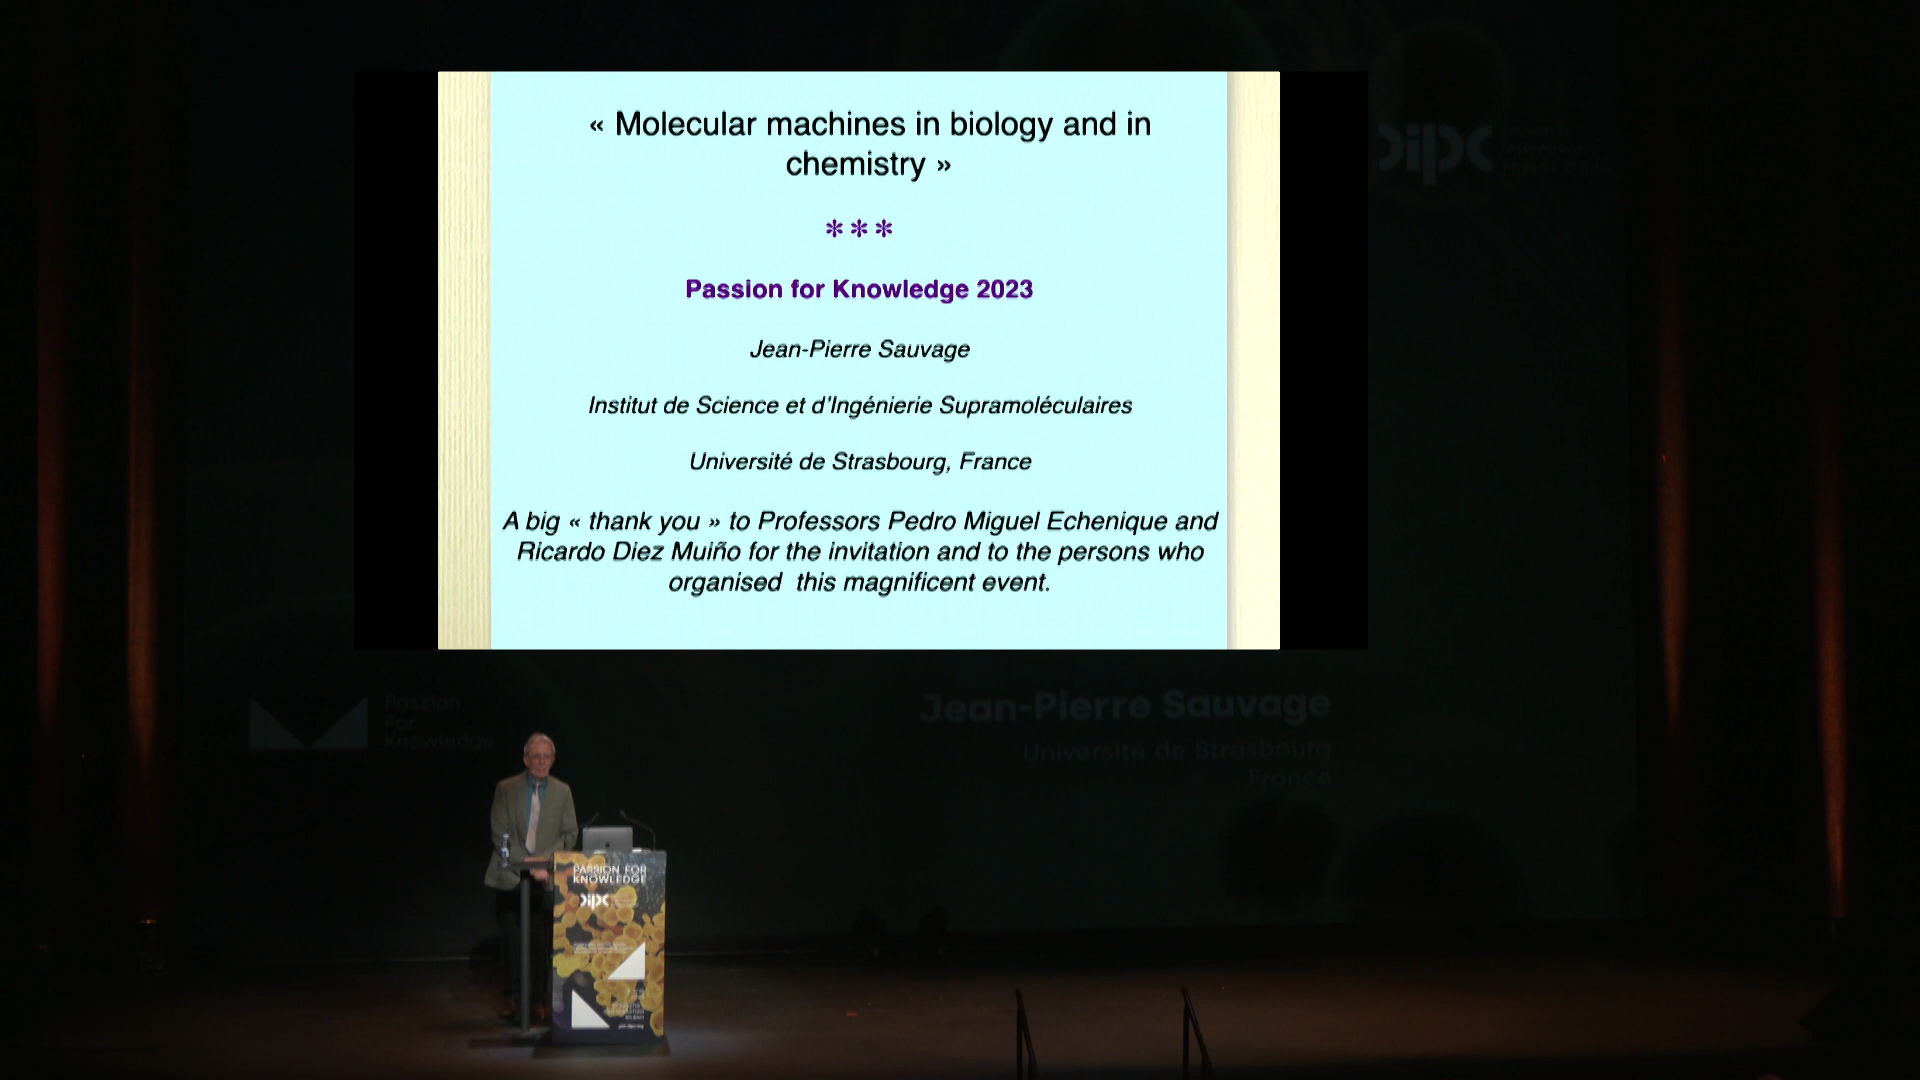 « Molecular machines in biology and in
chemistry »
***
Passion for Knowledge 2023
Jean-Pierre Sauvage
Institut de Science et d'Ingénierie Supramoléculaires
Université de Strasbourg, France
A big « thank you » to Professors Pedro Miguel Echenique and
Ricardo Diez Muiño for the invitation and to the persons who
organised this magnificent event.
dipc
Passion
For
Knowledge
Jean-Pierre Sauvage
Université de Strasbourg
France
PASSION FOR
KNOWLEDGE
dipc